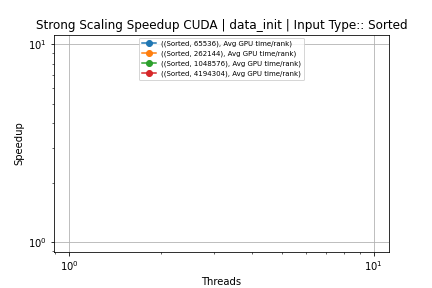 Strong Scaling Speedup CUDA | data_init | Input Type:: Sorted
((Sorted, 65536), Avg GPU time/rank)
((Sorted, 262144), Avg GPU time/rank)
((Sorted, 1048576), Avg GPU time/rank)
((Sorted, 4194304), Avg GPU time/rank)
10¹
Speedup
10⁰
10⁰ 10¹
Threads